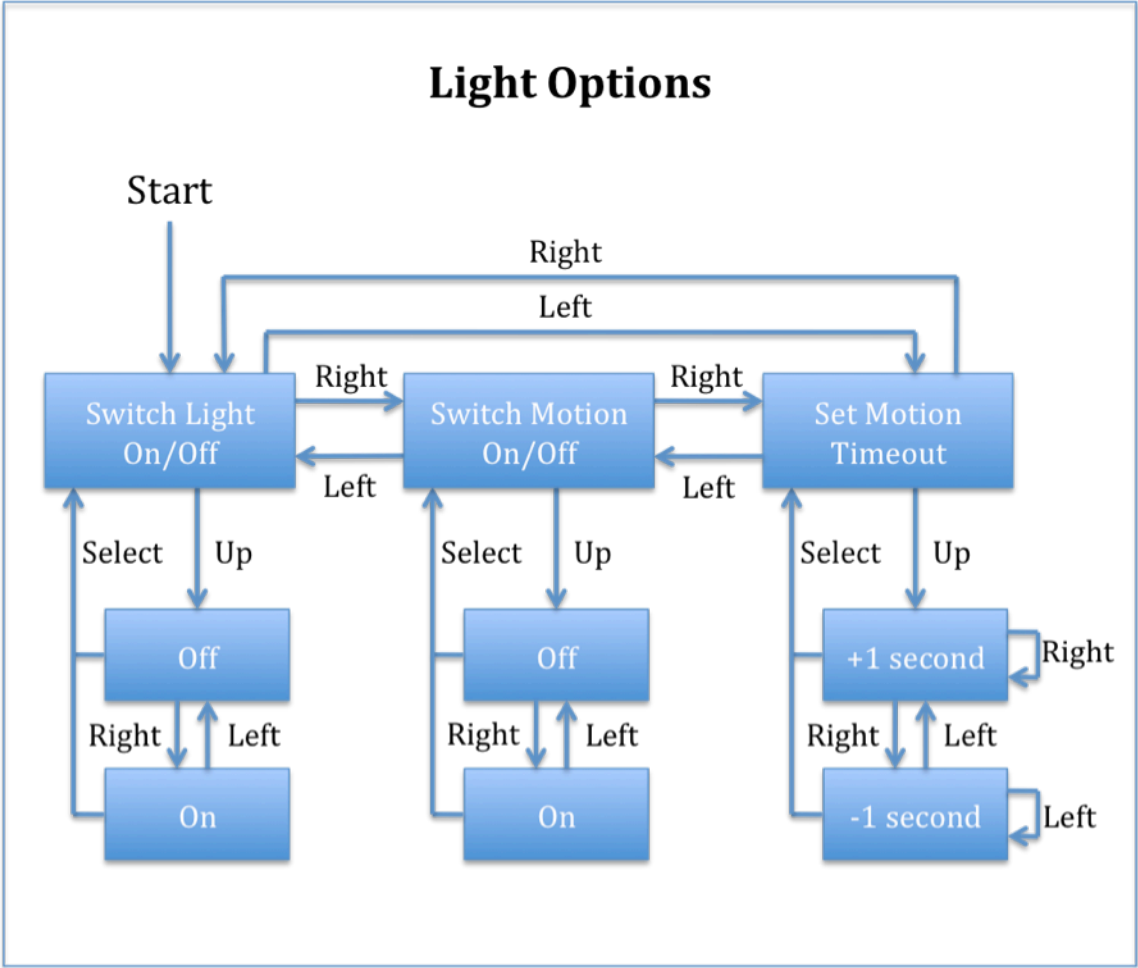 Light Options
Start
Right
Left
Right
Right
Switch Light
On/Off
Switch Motion
On/Off
Set Motion
Timeout
Left
Left
Select
Up
Select
Up
Select
Up
Off
Off
+1 second
Right
Right
Left
Right
Left
Right
Left
On
On
-1 second
Left